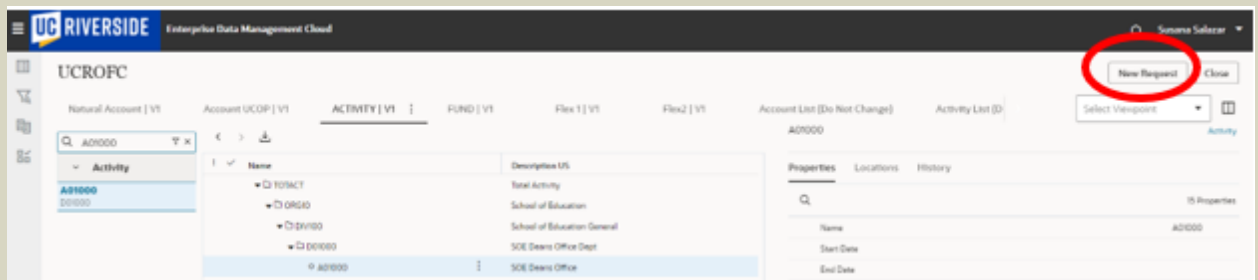 UC RIVERSIDE Enterprise Data Management Cloud Susana Salazar
UCROFC New Request Close
Natural Account | V1 Account UCOP | V1 ACTIVITY | V1 FUND | V1 Flex 1 | V1 Flex2 | V1 Account List (Do Not Change) Activity List (D Select Viewpoint
A01000 A01000 Activity
Activity Name Description US Properties Locations History
A01000 TOTACT Total Activity
D01000 ORG10 School of Education 15 Properties
DIV100 School of Education General Name A01000
D01000 SOE Deans Office Dept Start Date
A01000 SOE Deans Office End Date